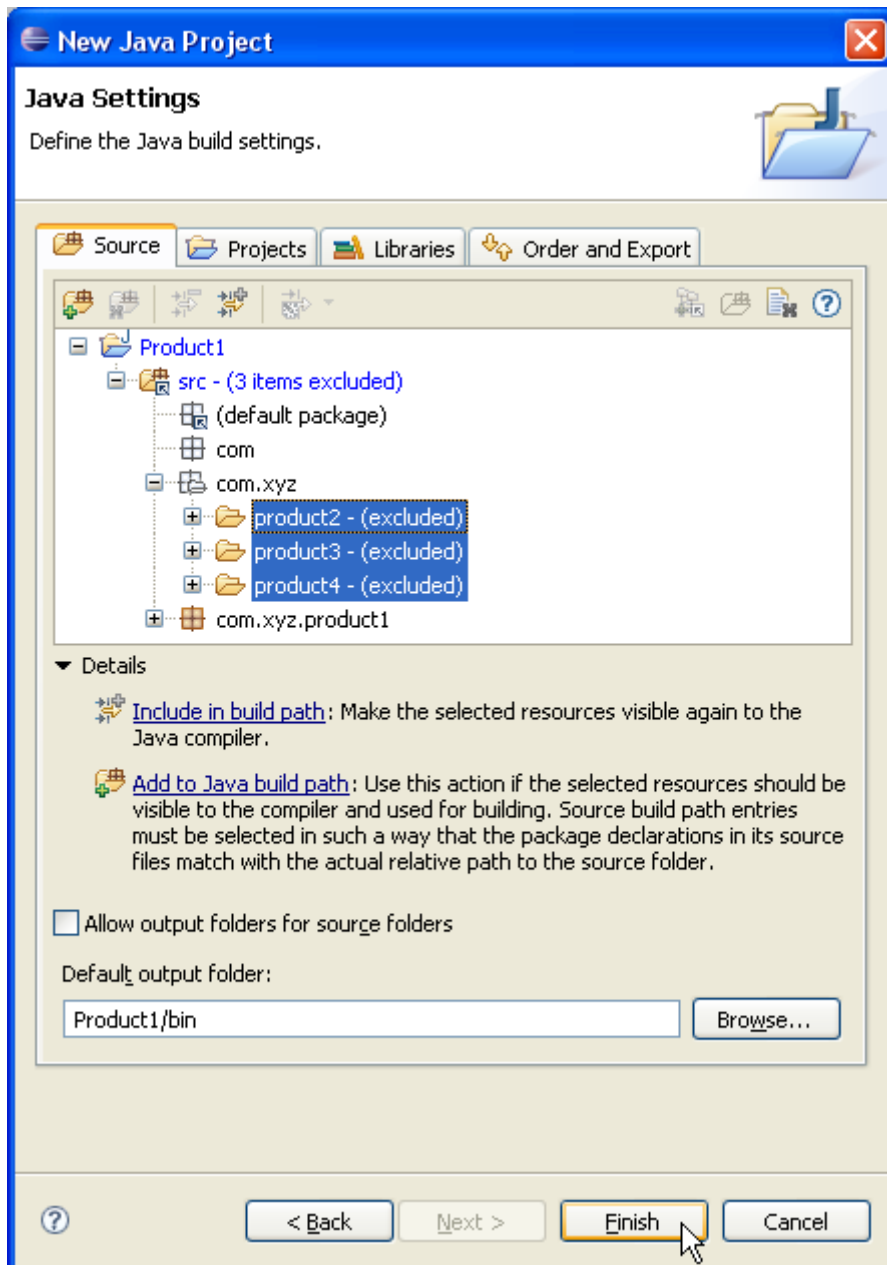 New Java Project
Java Settings
Define the Java build settings.
Source Projects Libraries Order and Export
Product1
src - (3 items excluded)
(default package)
com
com.xyz
product2 - (excluded)
product3 - (excluded)
product4 - (excluded)
com.xyz.product1
Details
Include in build path: Make the selected resources visible again to the
Java compiler.
Add to Java build path: Use this action if the selected resources should be
visible to the compiler and used for building. Source build path entries
must be selected in such a way that the package declarations in its source
files match with the actual relative path to the source folder.
Allow output folders for source folders
Default output folder:
Product1/bin Browse...
< Back Next > Finish Cancel